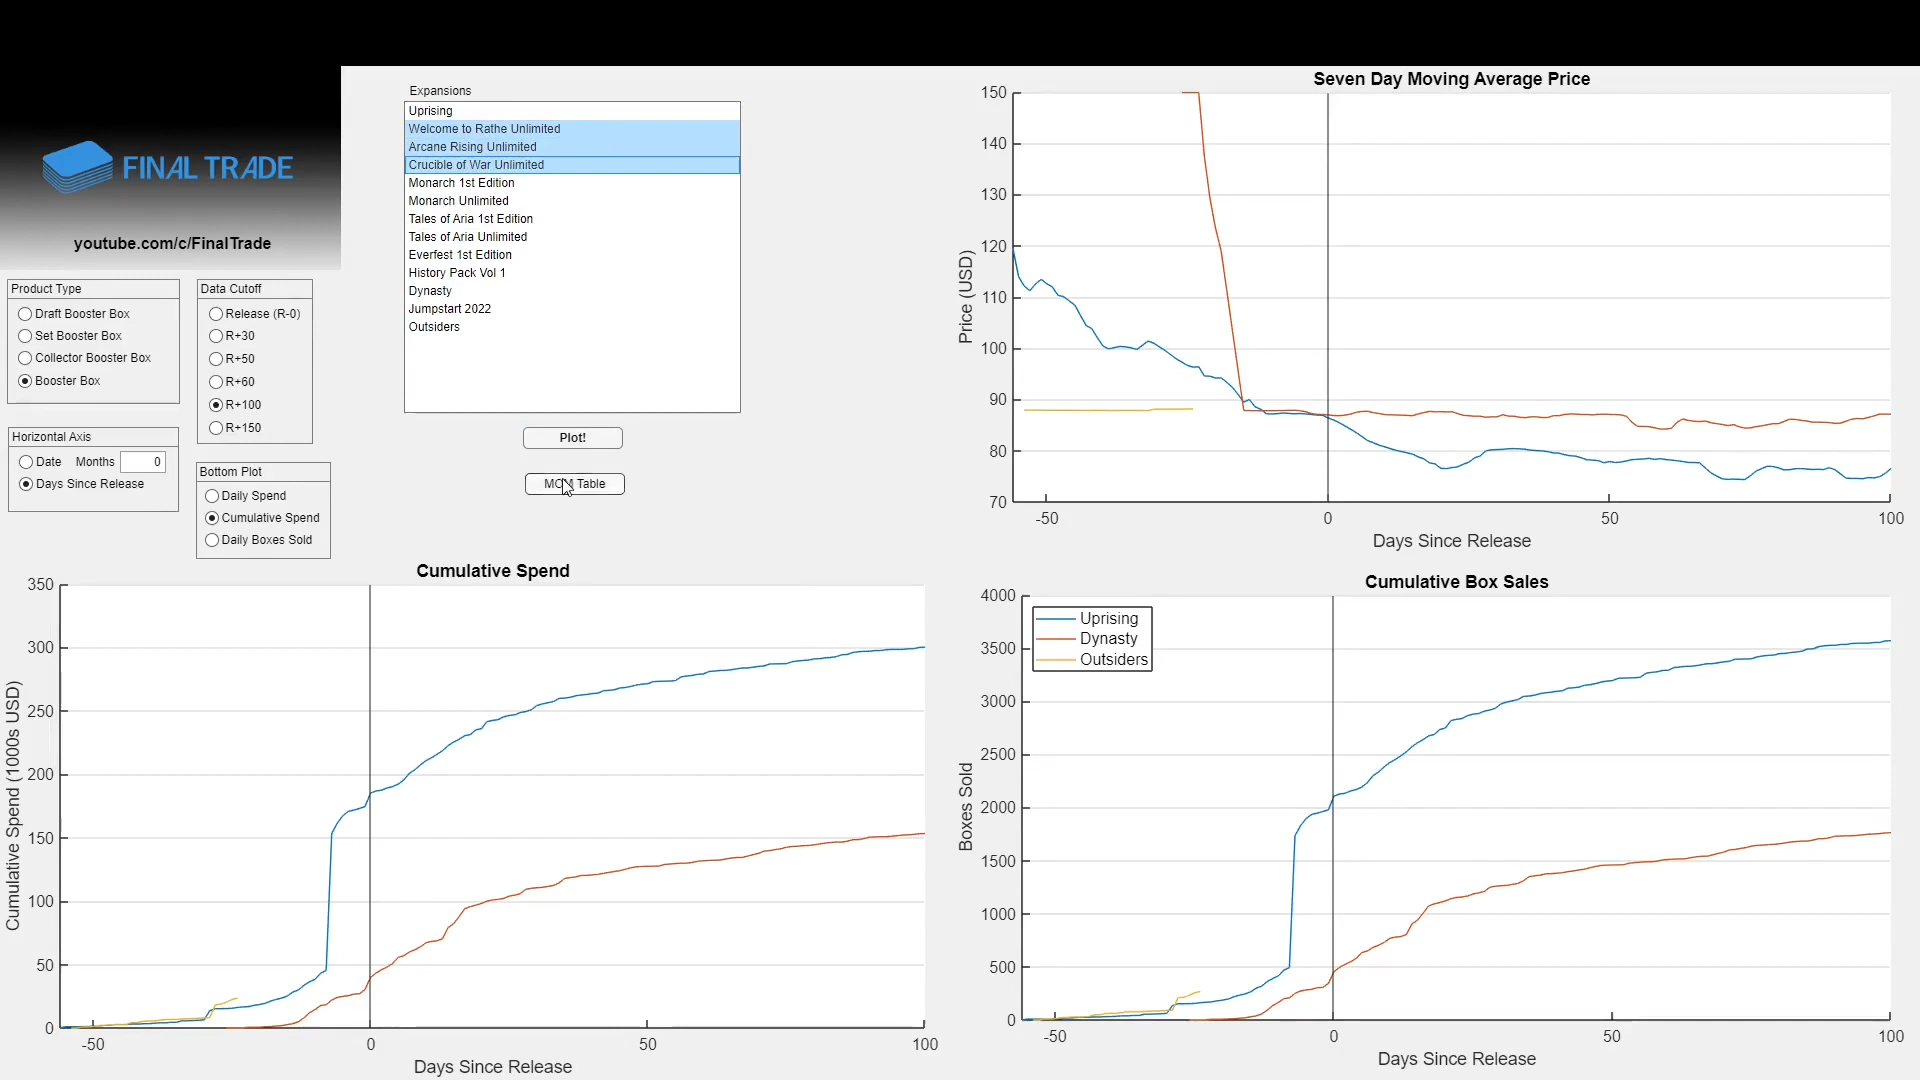 FINAL TRADE
youtube.com/c/FinalTrade
Expansions
Uprising
Welcome to Rathe Unlimited
Arcane Rising Unlimited
Crucible of War Unlimited
Monarch 1st Edition
Monarch Unlimited
Tales of Aria 1st Edition
Tales of Aria Unlimited
Everfest 1st Edition
History Pack Vol 1
Dynasty
Jumpstart 2022
Outsiders
Plot!
Table
Product Type
Draft Booster Box
Set Booster Box
Collector Booster Box
Booster Box
Data Cutoff
Release (R-0)
R+30
R+50
R+60
R+100
R+150
Horizontal Axis
Date Months 0
Days Since Release
Bottom Plot
Daily Spend
Cumulative Spend
Daily Boxes Sold
Seven Day Moving Average Price
150
140
130
120
110
100
90
80
70
Price (USD)
-50 0 50 100
Days Since Release
Cumulative Spend
350
300
250
200
150
100
50
0
Cumulative Spend (1000s USD)
-50 0 50 100
Days Since Release
Cumulative Box Sales
4000
3500
3000
2500
2000
1500
1000
500
0
Boxes Sold
Uprising
Dynasty
Outsiders
-50 0 50 100
Days Since Release